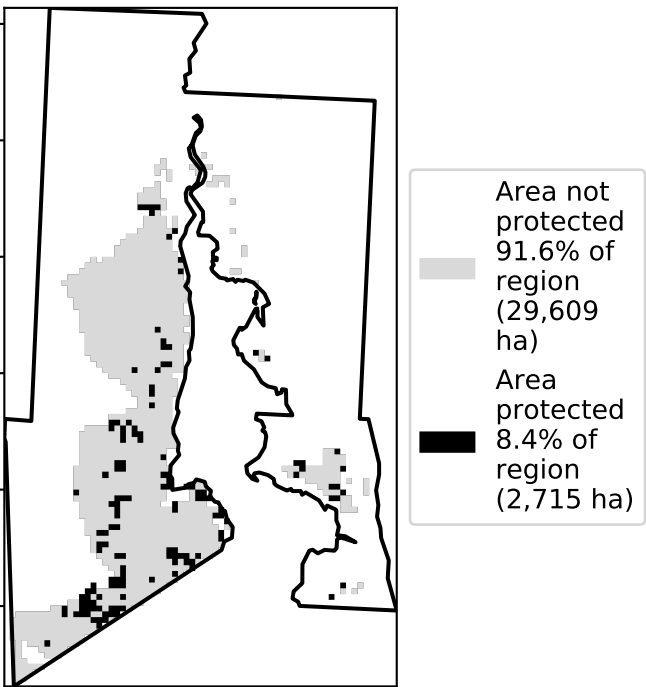 Area not
protected
91.6% of
region
(29,609
ha)
Area
protected
8.4% of
region
(2,715 ha)